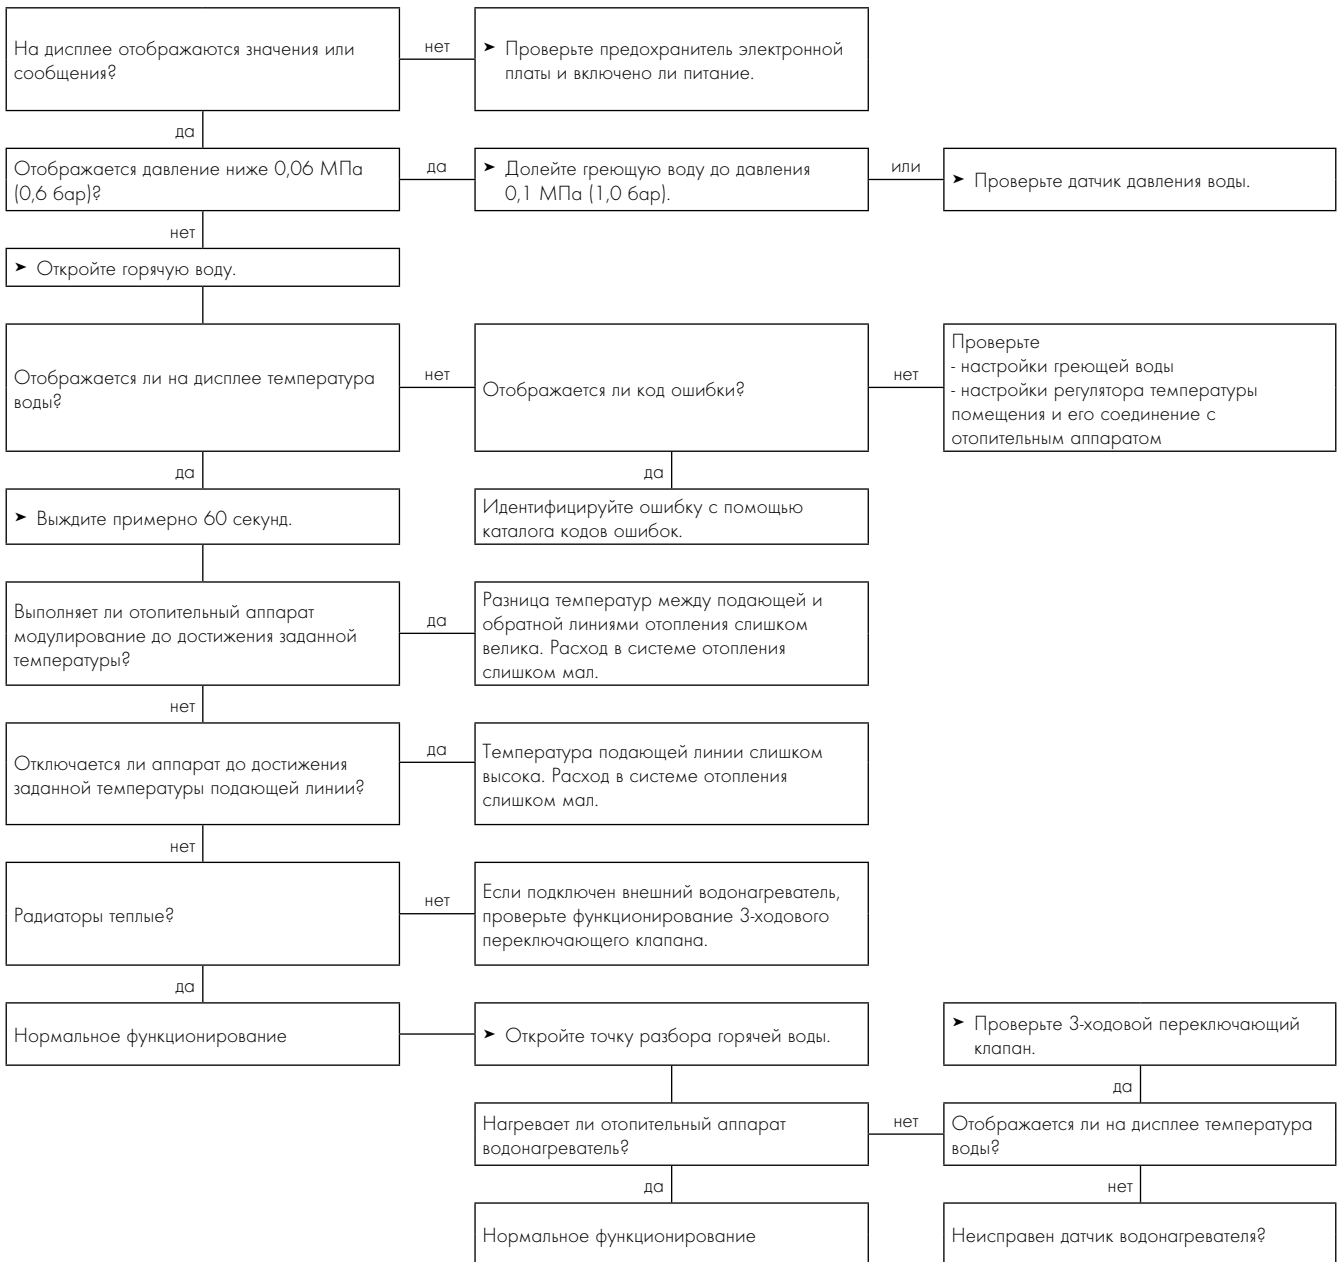 На дисплее отображаются значения или
сообщения?
нет
➤ Проверьте предохранитель электронной
платы и включено ли питание.
да
Отображается давление ниже 0,06 МПа
(0,6 бар)?
да
➤ Долейте греющую воду до давления
0,1 МПа (1,0 бар).
или
➤ Проверьте датчик давления воды.
нет
➤ Откройте горячую воду.
Отображается ли на дисплее температура
воды?
нет
Отображается ли код ошибки?
нет
Проверьте
- настройки греющей воды
- настройки регулятора температуры
помещения и его соединение с
отопительным аппаратом
да
да
➤ Выждите примерно 60 секунд.
Идентифицируйте ошибку с помощью
каталога кодов ошибок.
Выполняет ли отопительный аппарат
модулирование до достижения заданной
температуры?
да
Разница температур между подающей и
обратной линиями отопления слишком
велика. Расход в системе отопления
слишком мал.
нет
Отключается ли аппарат до достижения
заданной температуры подающей линии?
да
Температура подающей линии слишком
высока. Расход в системе отопления
слишком мал.
нет
Радиаторы теплые?
нет
Если подключен внешний водонагреватель,
проверьте функционирование 3-ходового
переключающего клапана.
да
Нормальное функционирование
➤ Откройте точку разбора горячей воды.
➤ Проверьте 3-ходовой переключающий
клапан.
да
Нагревает ли отопительный аппарат
водонагреватель?
нет
Отображается ли на дисплее температура
воды?
да
нет
Нормальное функционирование
Неисправен датчик водонагревателя?